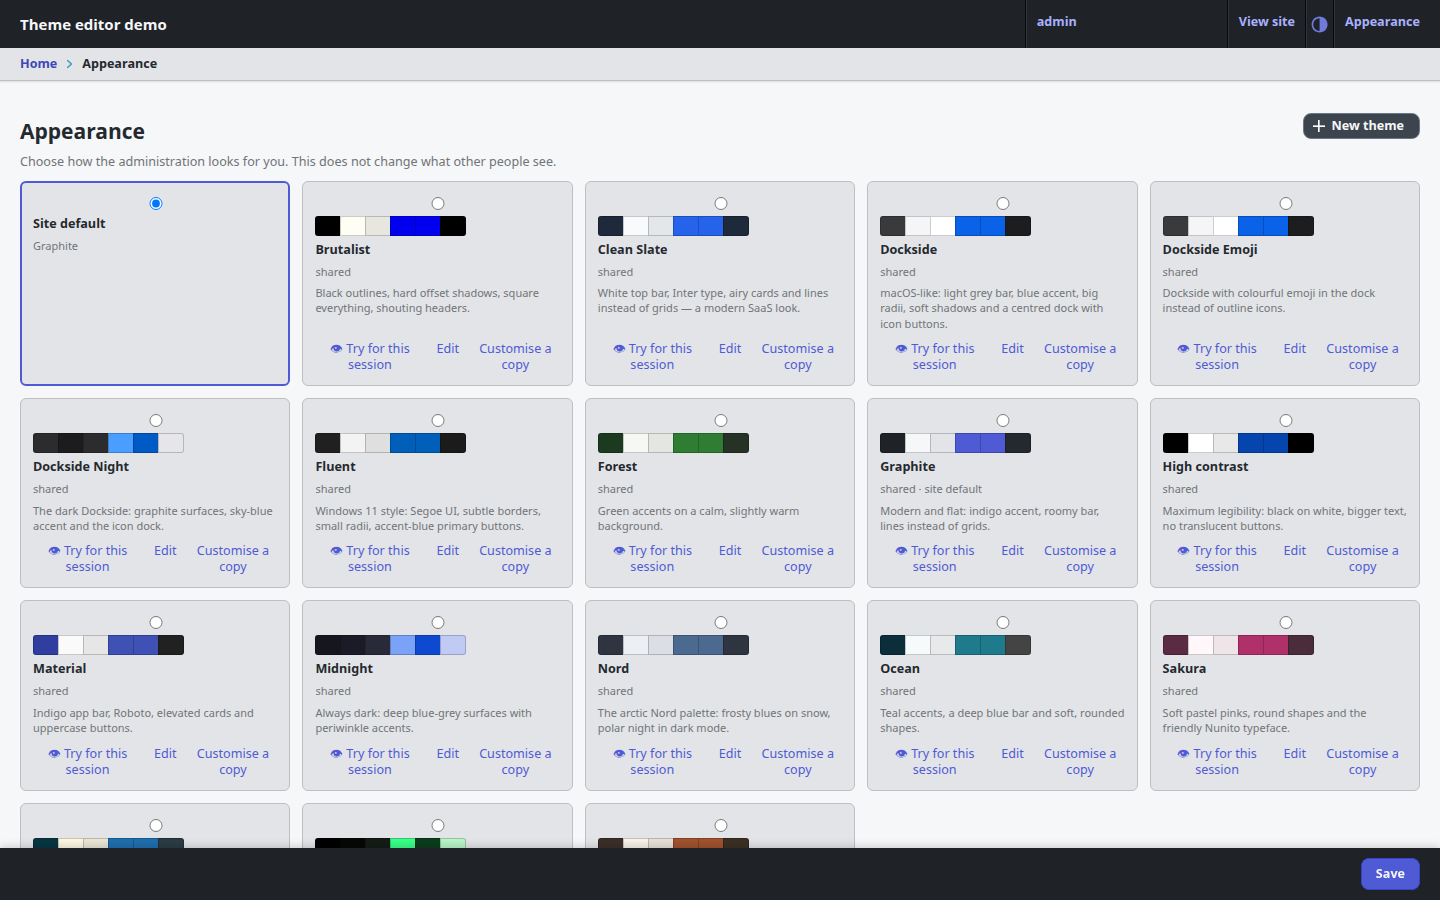 Theme editor demo
admin
View site
Appearance
Home > Appearance
Appearance
New theme
Choose how the administration looks for you. This does not change what other people see.
Site default
Graphite
Brutalist
shared
Black outlines, hard offset shadows, square
everything, shouting headers.
Try for this
session
Edit
Customise a
copy
Clean Slate
shared
White top bar, Inter type, airy cards and lines
instead of grids — a modern SaaS look.
Try for this
session
Edit
Customise a
copy
Dockside
shared
macOS-like: light grey bar, blue accent, big
radii, soft shadows and a centred dock with
icon buttons.
Try for this
session
Edit
Customise a
copy
Dockside Emoji
shared
Dockside with colourful emoji in the dock
instead of outline icons.
Try for this
session
Edit
Customise a
copy
Dockside Night
shared
The dark Dockside: graphite surfaces, sky-blue
accent and the icon dock.
Try for this
session
Edit
Customise a
copy
Fluent
shared
Windows 11 style: Segoe UI, subtle borders,
small radii, accent-blue primary buttons.
Try for this
session
Edit
Customise a
copy
Forest
shared
Green accents on a calm, slightly warm
background.
Try for this
session
Edit
Customise a
copy
Graphite
shared · site default
Modern and flat: indigo accent, roomy bar,
lines instead of grids.
Try for this
session
Edit
Customise a
copy
High contrast
shared
Maximum legibility: black on white, bigger text,
no translucent buttons.
Try for this
session
Edit
Customise a
copy
Material
shared
Indigo app bar, Roboto, elevated cards and
uppercase buttons.
Try for this
session
Edit
Customise a
copy
Midnight
shared
Always dark: deep blue-grey surfaces with
periwinkle accents.
Try for this
session
Edit
Customise a
copy
Nord
shared
The arctic Nord palette: frosty blues on snow,
polar night in dark mode.
Try for this
session
Edit
Customise a
copy
Ocean
shared
Teal accents, a deep blue bar and soft, rounded
shapes.
Try for this
session
Edit
Customise a
copy
Sakura
shared
Soft pastel pinks, round shapes and the
friendly Nunito typeface.
Try for this
session
Edit
Customise a
copy
Save